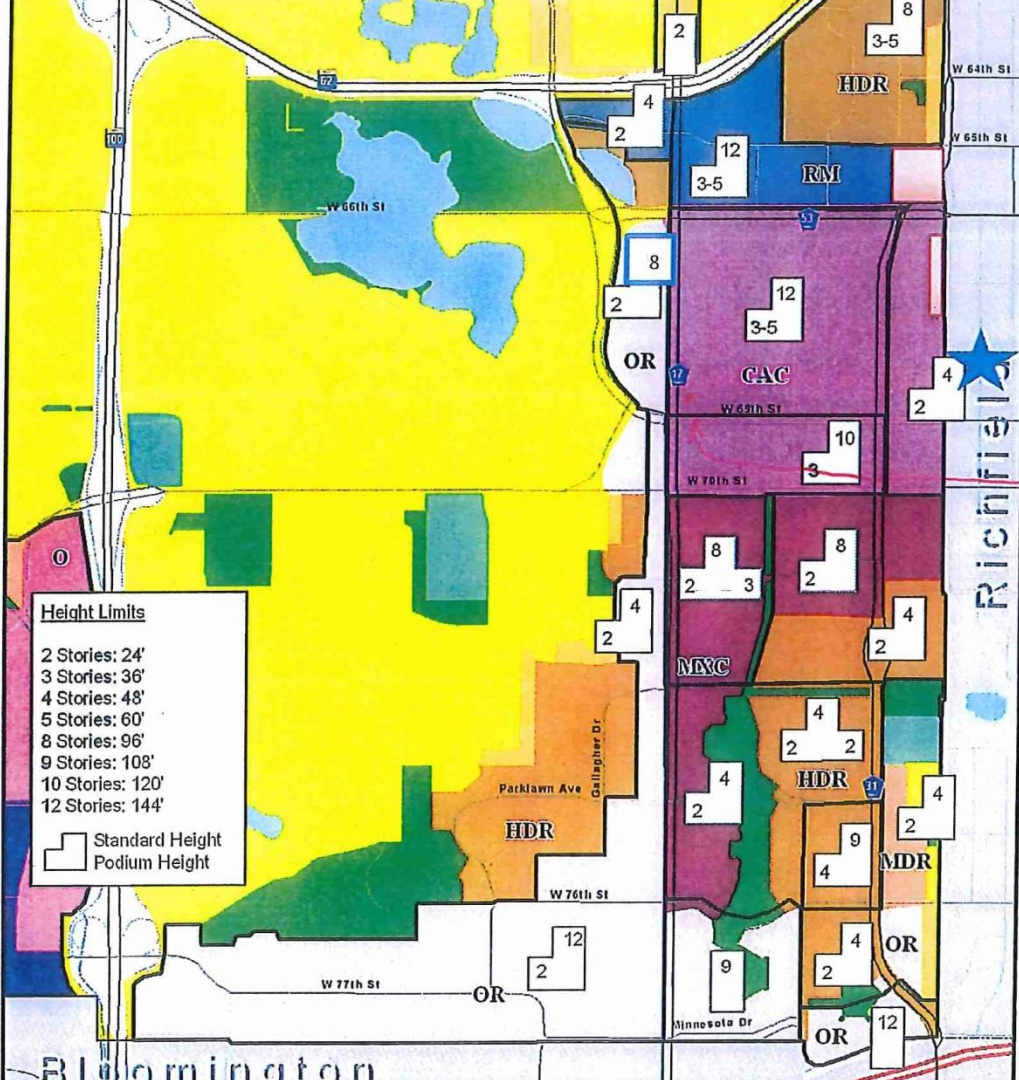 8
3-5
HDR
2
W 64th St
62
4
2
W 65th St
100
12
3-5
RM
W 66th St
53
8
2
12
3-5
OR
17
CAC
4
2
W 69th St
10
3
W 70th St
Richfield
O
8
2 3
8
2
4
2
4
2
MXC
Height Limits
2 Stories: 24'
3 Stories: 36'
4 Stories: 48'
5 Stories: 60'
8 Stories: 96'
9 Stories: 108'
10 Stories: 120'
12 Stories: 144'
Standard Height
Podium Height
Gallagher Dr
4
2 2
HDR
31
Parklawn Ave
HDR
4
2
4
2
9
4
MDR
W 76th St
12
2
9
4
2
OR
W 77th St
OR
Minnesota Dr
OR
12
Bloomington